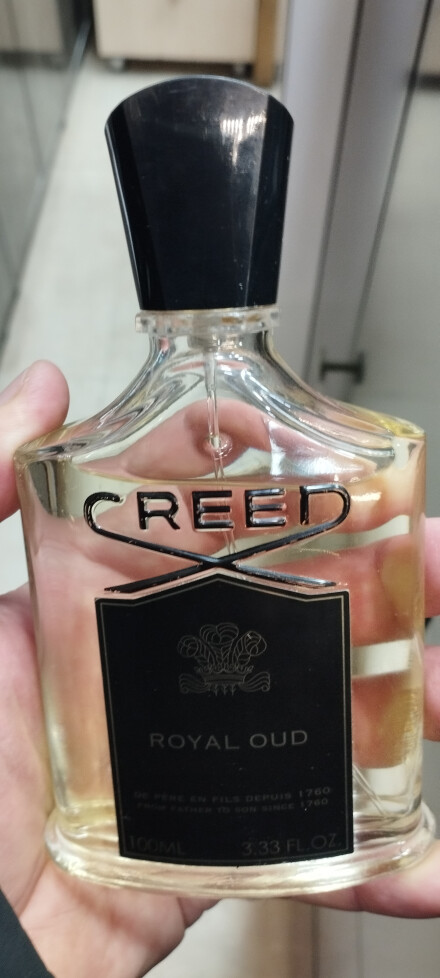 CREED
ROYAL OUD
DE PÈRE EN FILS DEPUIS 1760
FROM FATHER TO SON SINCE 1760
100ML 3.33 FL.OZ.